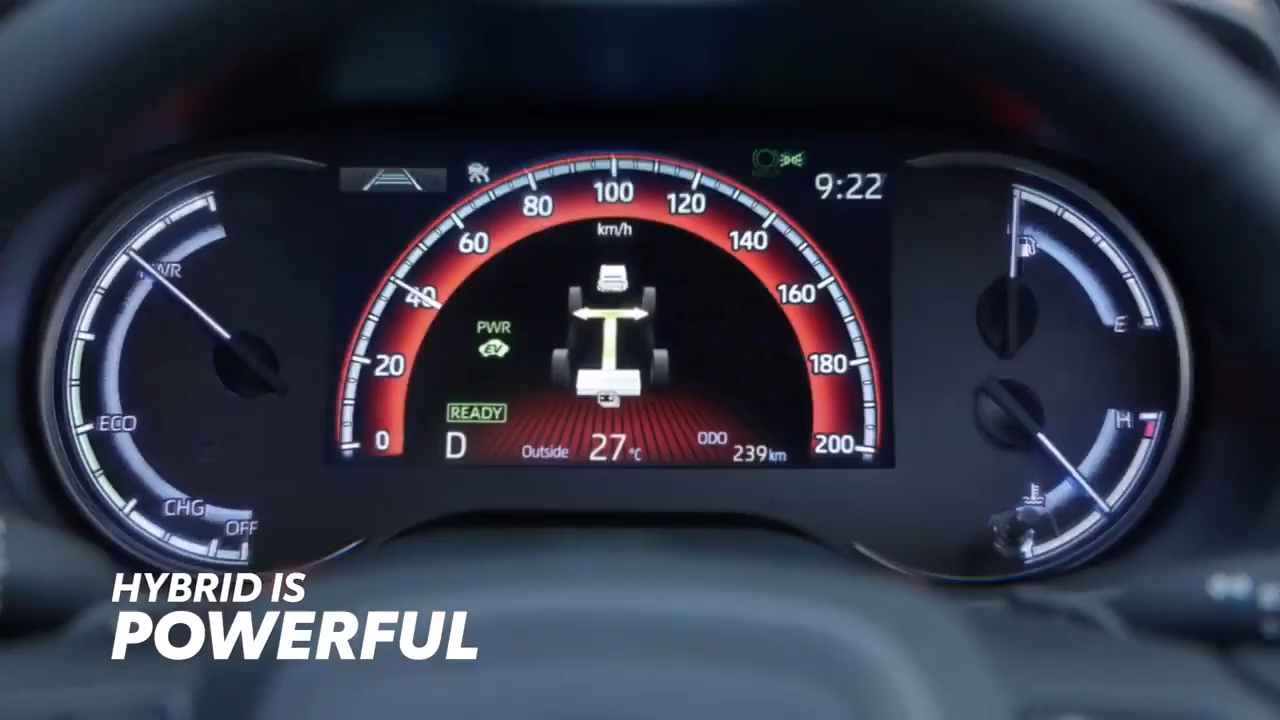 9:22
100
80
120
km/h
60
140
PWR
40
160
PWR
EV
E
20
180
READY
ECO
H
D
Outside 27°C
ODO
239km
0
200
CHG
OFF
HYBRID IS
POWERFUL